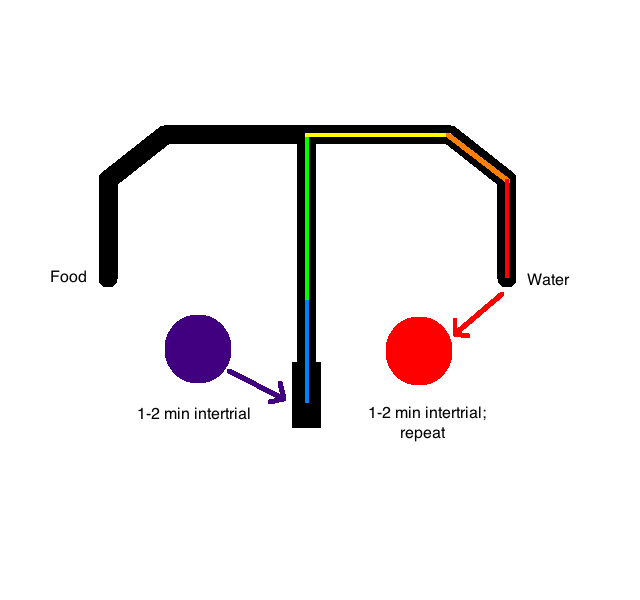 Food
Water
1-2 min intertrial
1-2 min intertrial;
repeat